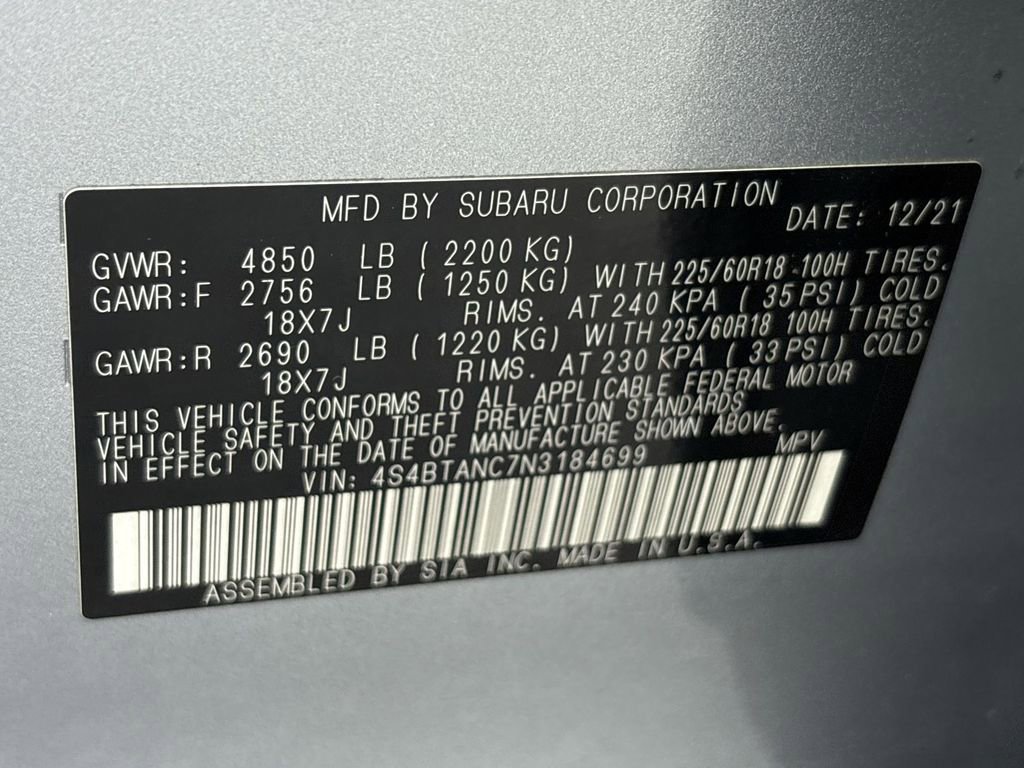 MFD BY SUBARU CORPORATION DATE: 12/21
GVWR: 4850 LB ( 2200 KG)
GAWR:F 2756 LB ( 1250 KG) WITH 225/60R18 100H TIRES.
18X7J RIMS. AT 240 KPA ( 35 PSI) COLD
GAWR:R 2690 LB ( 1220 KG) WITH 225/60R18 100H TIRES.
18X7J RIMS. AT 230 KPA ( 33 PSI) COLD
THIS VEHICLE CONFORMS TO ALL APPLICABLE FEDERAL MOTOR
VEHICLE SAFETY AND THEFT PREVENTION STANDARDS
IN EFFECT ON THE DATE OF MANUFACTURE SHOWN ABOVE.
VIN: 4S4BTANC7N3184699 MPV
ASSEMBLED BY SIA INC. MADE IN U.S.A.